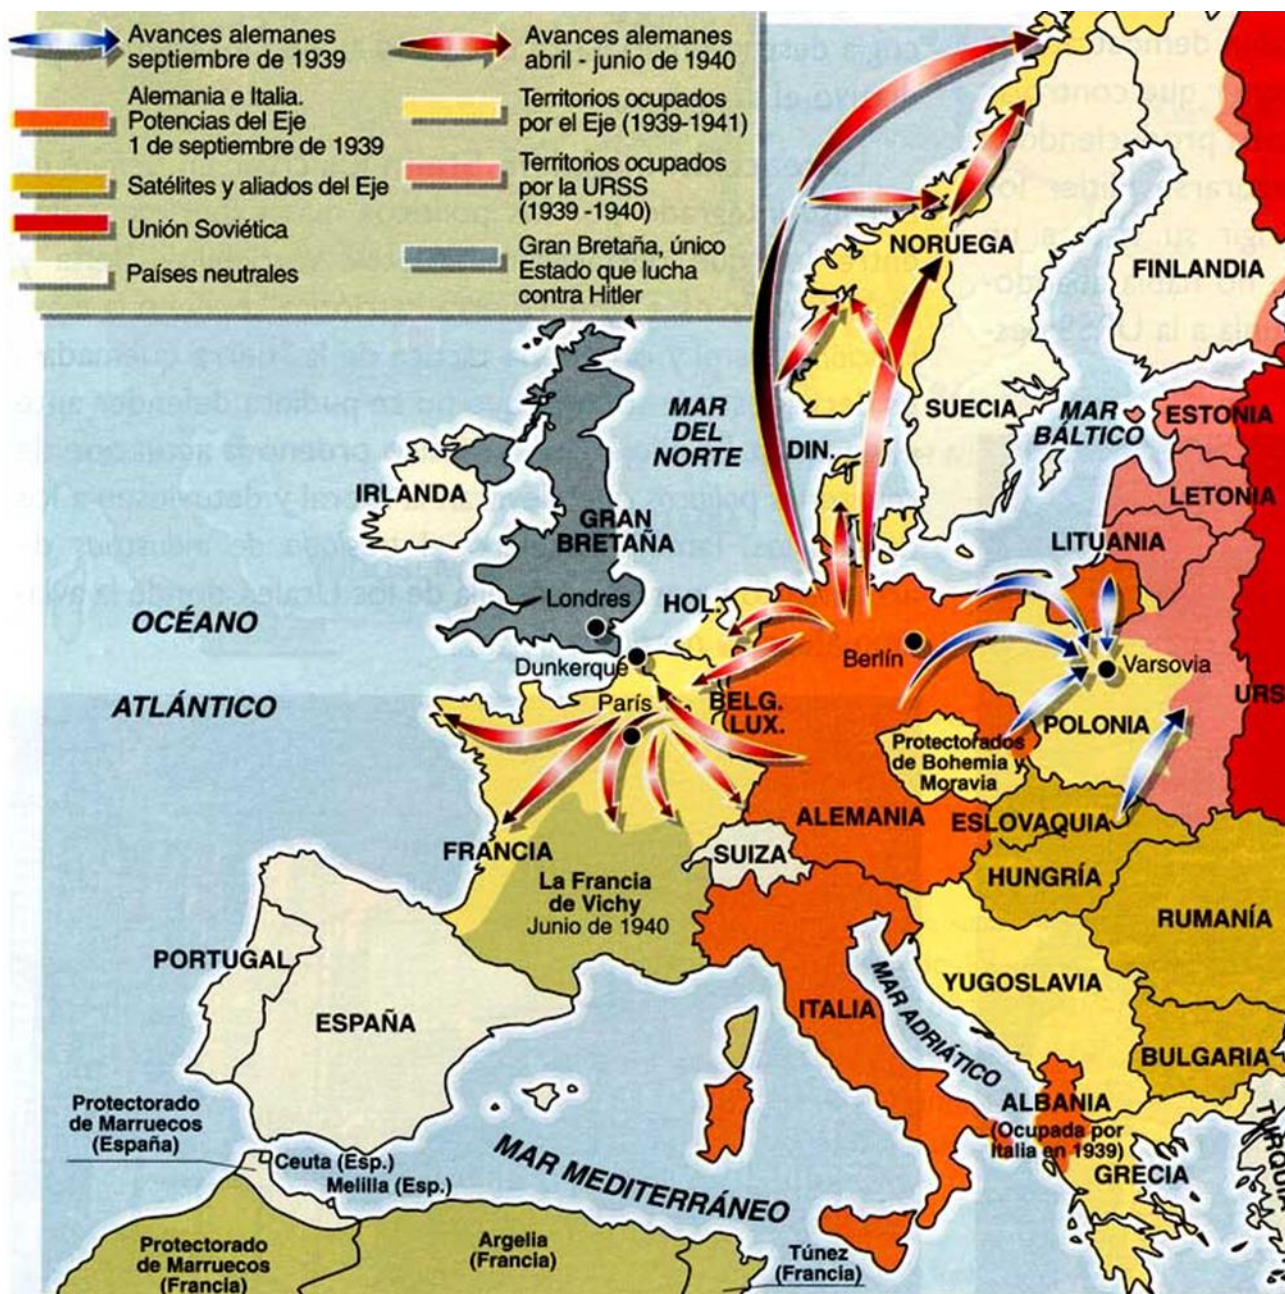 Avances alemanes
septiembre de 1939
Alemania e Italia.
Potencias del Eje
1 de septiembre de 1939
Satélites y aliados del Eje
Unión Soviética
Países neutrales
Avances alemanes
abril - junio de 1940
Territorios ocupados
por el Eje (1939-1941)
Territorios ocupados
por la URSS
(1939 -1940)
Gran Bretaña, único
Estado que lucha
contra Hitler
NORUEGA
FINLANDIA
SUECIA
MAR
BÁLTICO
ESTONIA
LETONIA
LITUANIA
MAR
DEL
NORTE
DIN.
IRLANDA
GRAN
BRETAÑA
Londres
HOL.
OCÉANO
ATLÁNTICO
Dunkerque
París
BELG.
LUX.
Berlín
Varsovia
URS
POLONIA
Protectorados
de Bohemia y
Moravia
ALEMANIA
ESLOVAQUIA
FRANCIA
SUIZA
HUNGRÍA
La Francia
de Vichy
Junio de 1940
RUMANÍA
PORTUGAL
ESPAÑA
ITALIA
MAR ADRIÁTICO
YUGOSLAVIA
BULGARIA
ALBANIA
(Ocupada por
Italia en 1939)
GRECIA
TURQUÍA
Protectorado
de Marruecos
(España)
Ceuta (Esp.)
Melilla (Esp.)
MAR MEDITERRÁNEO
Protectorado
de Marruecos
(Francia)
Argelia
(Francia)
Túnez
(Francia)